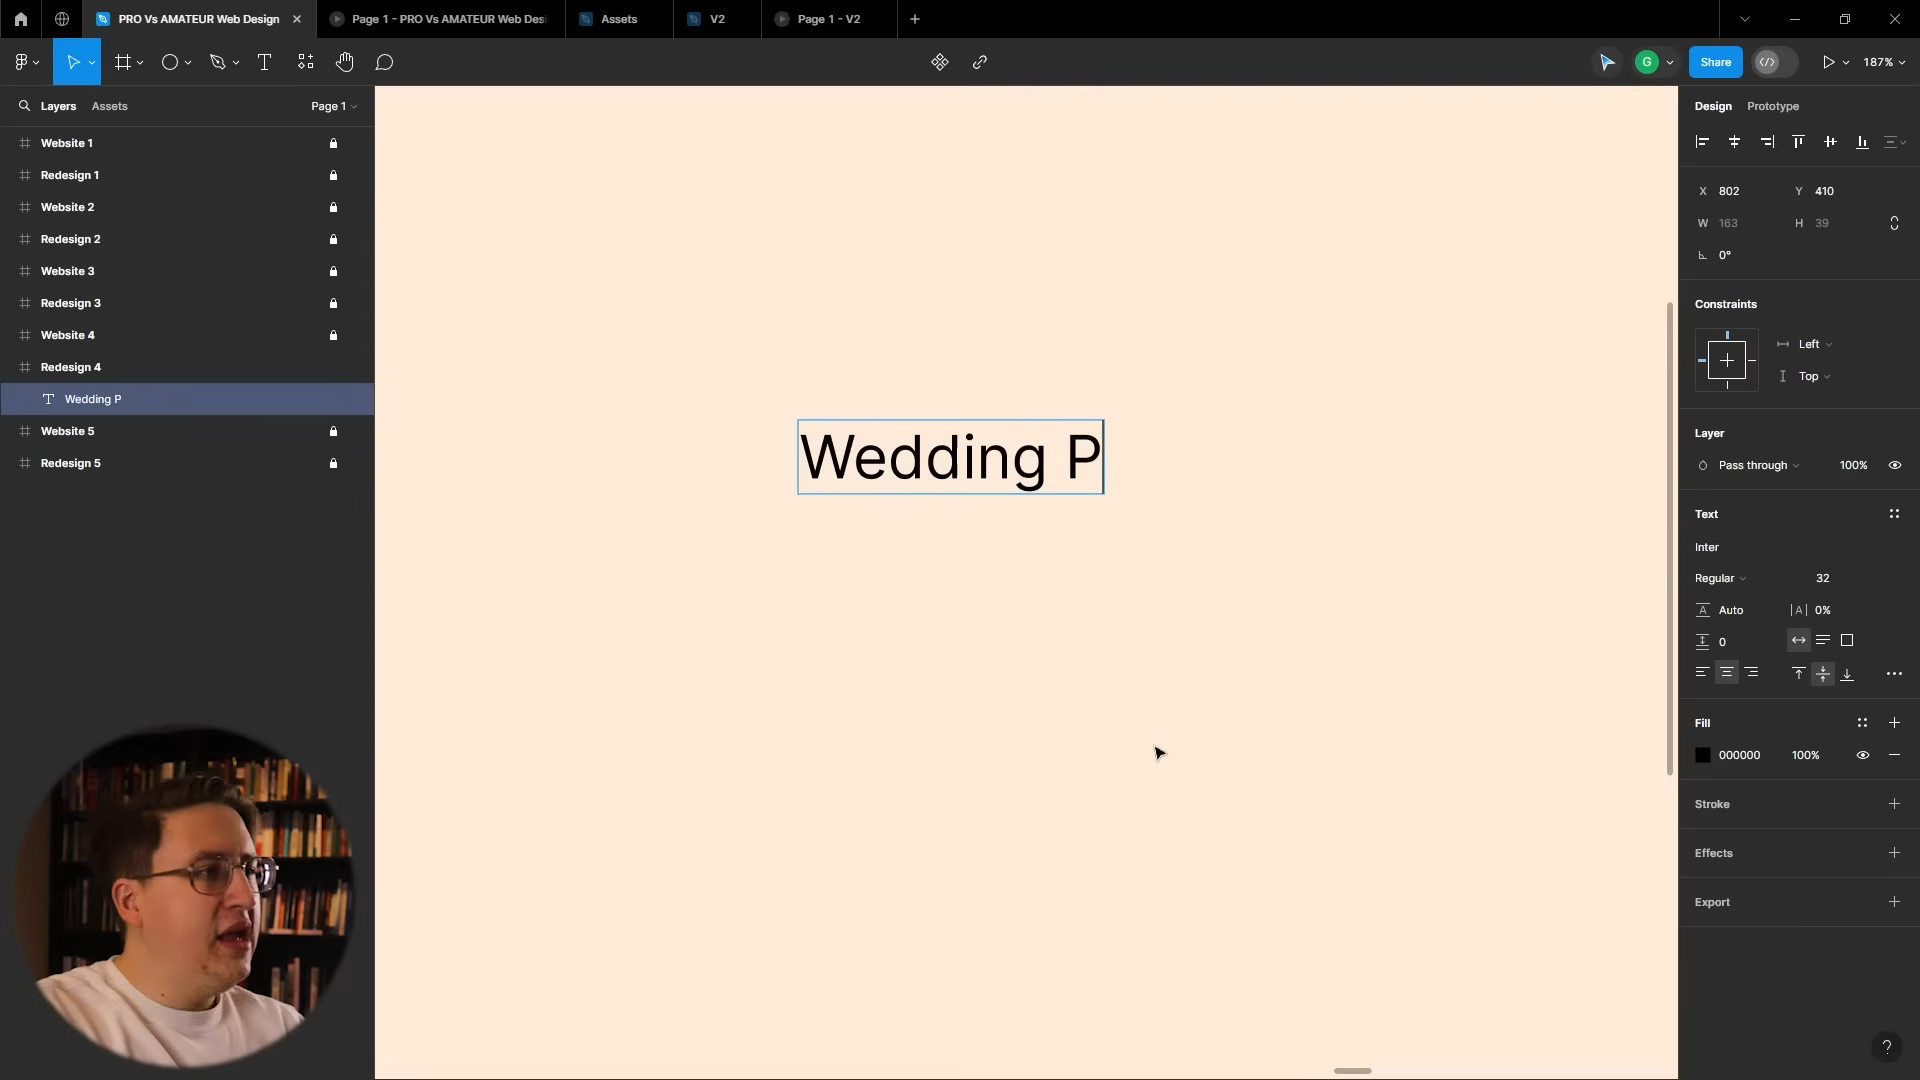 PRO Vs AMATEUR Web Design
Page 1 - PRO Vs AMATEUR Web Desi
Assets
V2
Page 1 - V2
G
Share
187%
Layers
Assets
Page 1
Website 1
Redesign 1
Website 2
Redesign 2
Website 3
Redesign 3
Website 4
Redesign 4
Wedding P
Website 5
Redesign 5
Wedding P
Design
Prototype
X 802
Y 410
W 163
H 39
0°
Constraints
Left
Top
Layer
Pass through
100%
Text
Inter
Regular
32
A Auto
|A| 0%
0
Fill
000000
100%
Stroke
Effects
Export
?